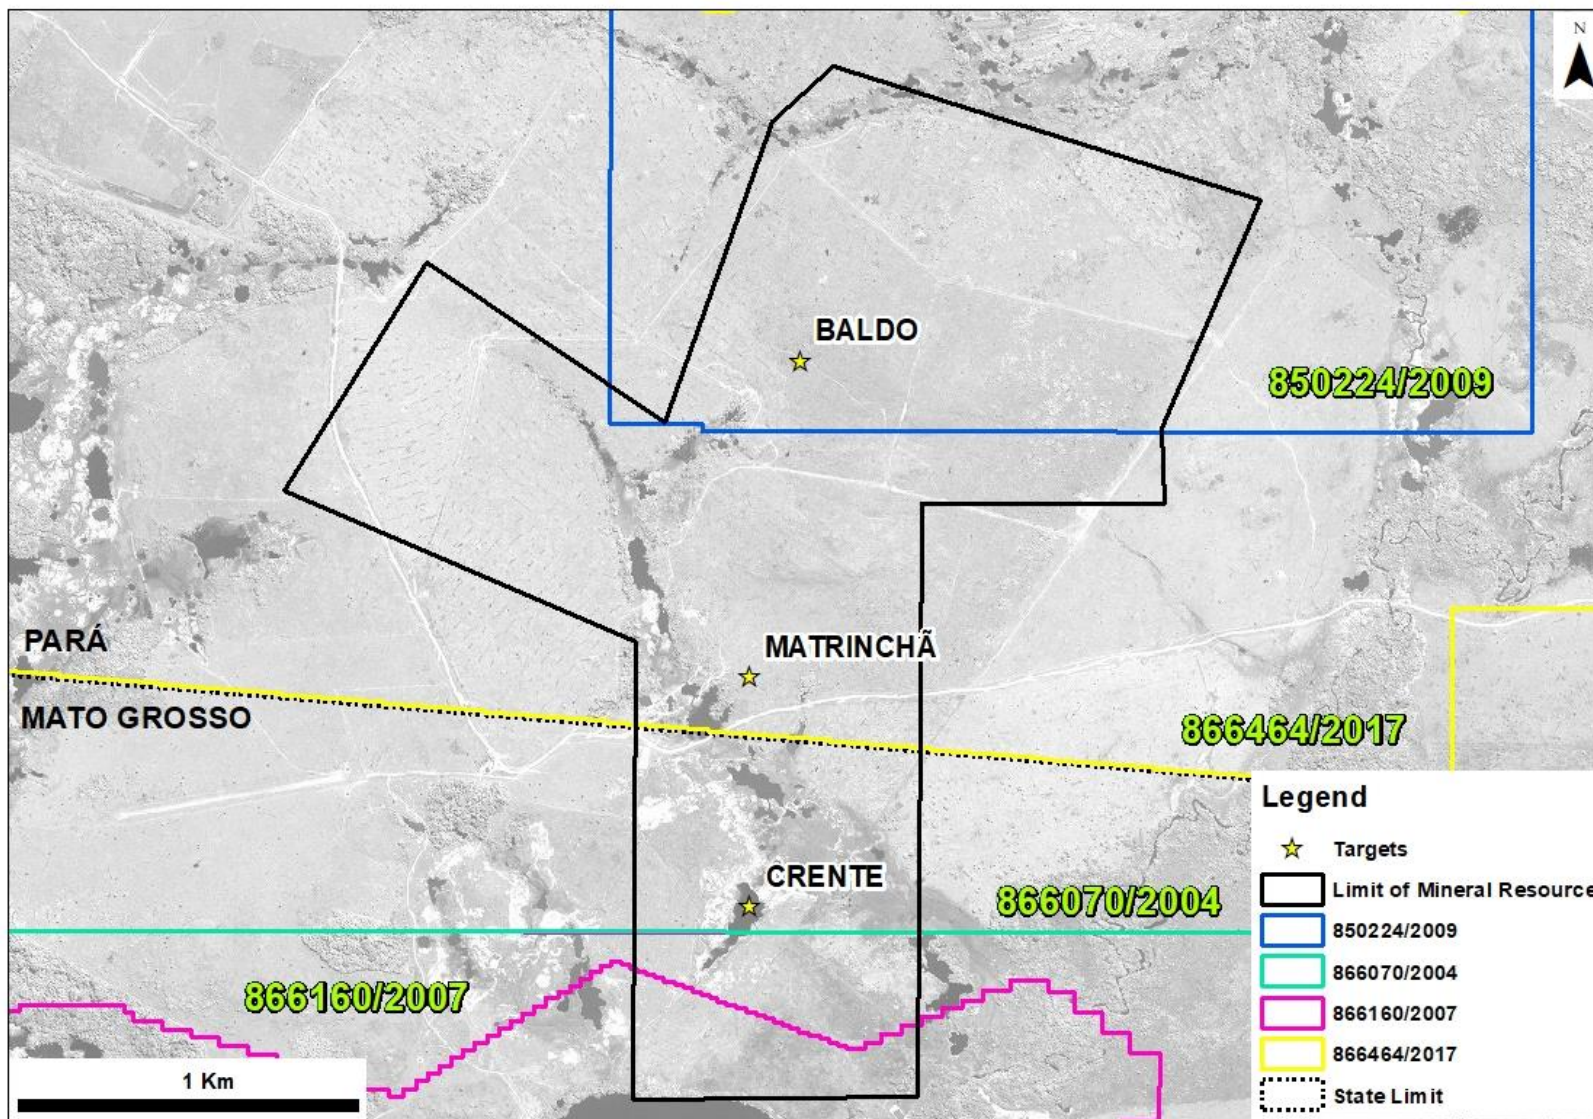 N
BALDO
850224/2009
PARÁ
MATRINCHÃ
MATO GROSSO
866464/2017
CRENTE
866070/2004
866160/2007
1 Km
Legend
Targets
Limit of Mineral Resource
850224/2009
866070/2004
866160/2007
866464/2017
State Limit